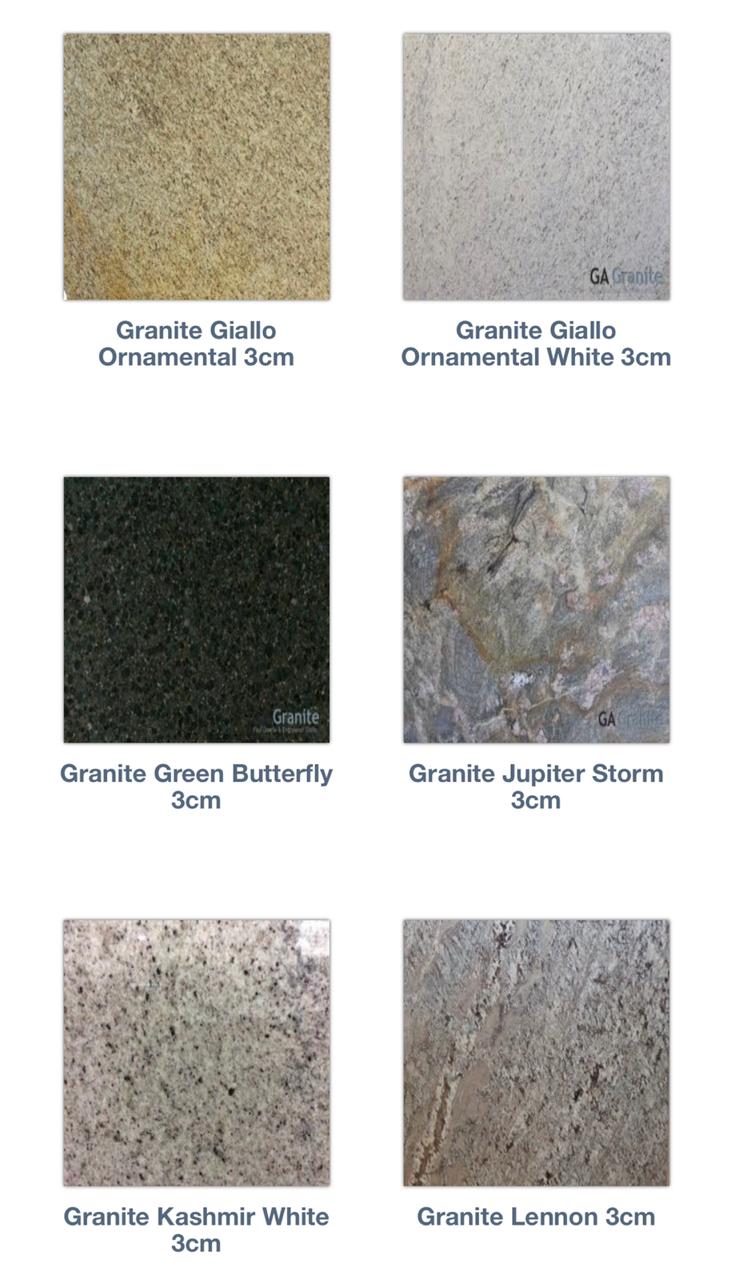 GA Granite
Granite Giallo
Ornamental 3cm
Granite Giallo
Ornamental White 3cm
Granite
GA Granite
Granite Green Butterfly
3cm
Granite Jupiter Storm
3cm
Granite Kashmir White
3cm
Granite Lennon 3cm